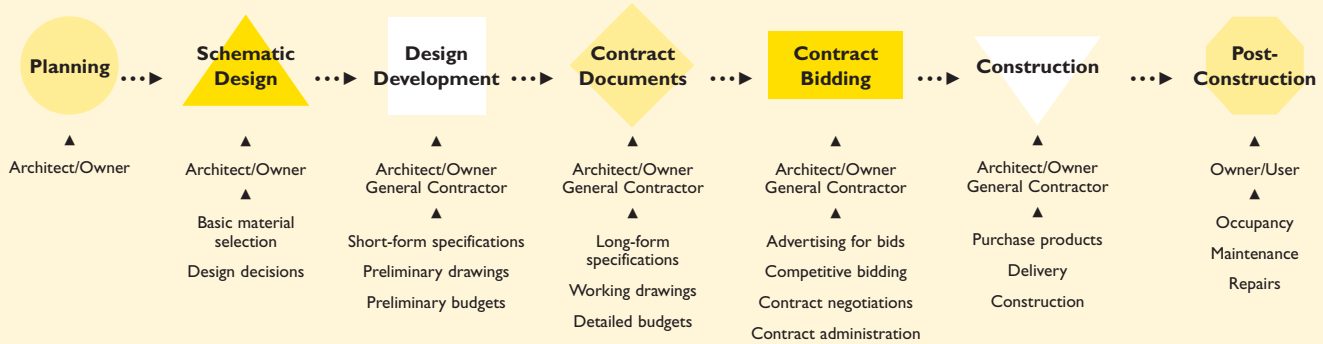 Planning
Schematic
Design
Design
Development
Contract
Documents
Contract
Bidding
Construction
Post-
Construction
Architect/Owner
Architect/Owner
Basic material
selection
Design decisions
Architect/Owner
General Contractor
Short-form specifications
Preliminary drawings
Preliminary budgets
Architect/Owner
General Contractor
Long-form
specifications
Working drawings
Detailed budgets
Architect/Owner
General Contractor
Advertising for bids
Competitive bidding
Contract negotiations
Contract administration
Architect/Owner
General Contractor
Purchase products
Delivery
Construction
Owner/User
Occupancy
Maintenance
Repairs